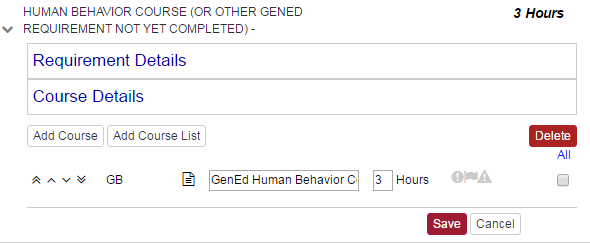 HUMAN BEHAVIOR COURSE (OR OTHER GENED
REQUIREMENT NOT YET COMPLETED) -
3 Hours
Requirement Details
Course Details
Add Course Add Course List Delete
All
GB GenEd Human Behavior C 3 Hours
Save Cancel